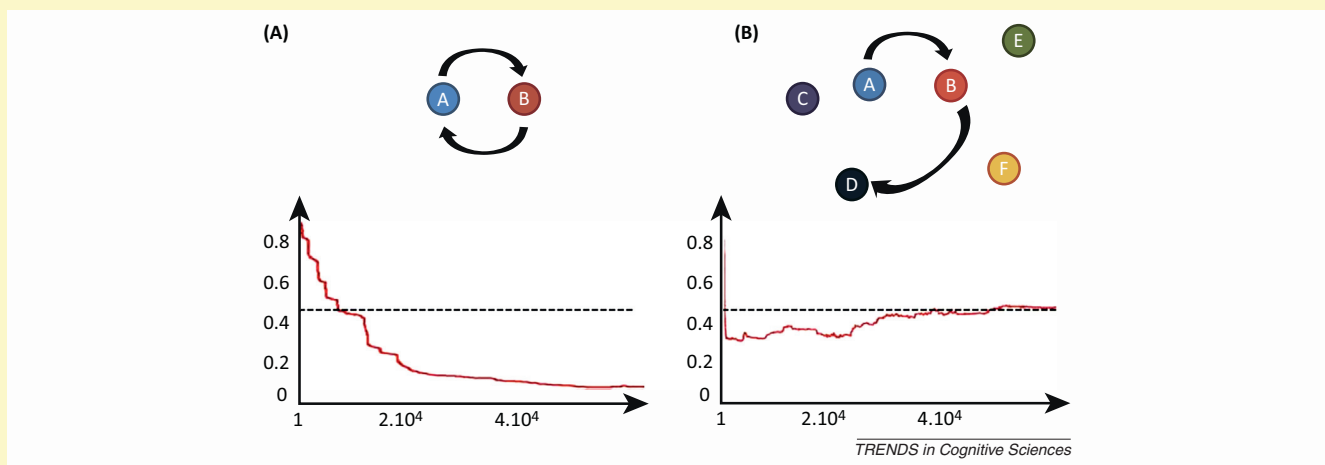 (A)
A
B
0.8
0.6
0.4
0.2
0
1
2.10⁴
4.10⁴
(B)
E
C
A
B
F
D
0.8
0.6
0.4
0.2
0
1
2.10⁴
4.10⁴
TRENDS in Cognitive Sciences